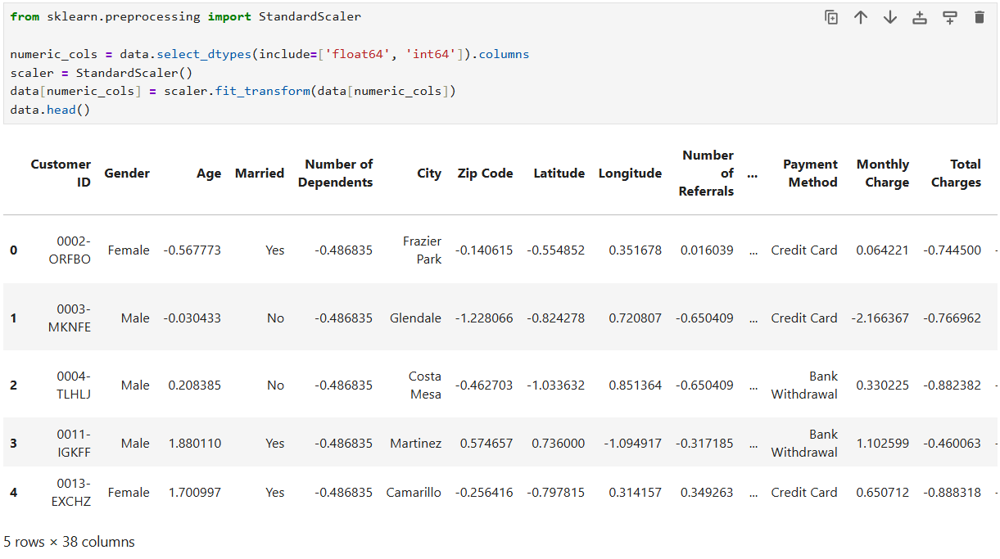 from sklearn.preprocessing import StandardScaler
numeric_cols = data.select_dtypes(include=['float64', 'int64']).columns
scaler = StandardScaler()
data[numeric_cols] = scaler.fit_transform(data[numeric_cols])
data.head()
Customer ID Gender Age Married Number of Dependents City Zip Code Latitude Longitude Number of Referrals ... Payment Method Monthly Charge Total Charges
0 0002-ORFBO Female -0.567773 Yes -0.486835 Frazier Park -0.140615 -0.554852 0.351678 0.016039 ... Credit Card 0.064221 -0.744500
1 0003-MKNFE Male -0.030433 No -0.486835 Glendale -1.228066 -0.824278 0.720807 -0.650409 ... Credit Card -2.166367 -0.766962
2 0004-TLHLJ Male 0.208385 No -0.486835 Costa Mesa -0.462703 -1.033632 0.851364 -0.650409 ... Bank Withdrawal 0.330225 -0.882382
3 0011-IGKFF Male 1.880110 Yes -0.486835 Martinez 0.574657 0.736000 -1.094917 -0.317185 ... Bank Withdrawal 1.102599 -0.460063
4 0013-EXCHZ Female 1.700997 Yes -0.486835 Camarillo -0.256416 -0.797815 0.314157 0.349263 ... Credit Card 0.650712 -0.888318
5 rows × 38 columns